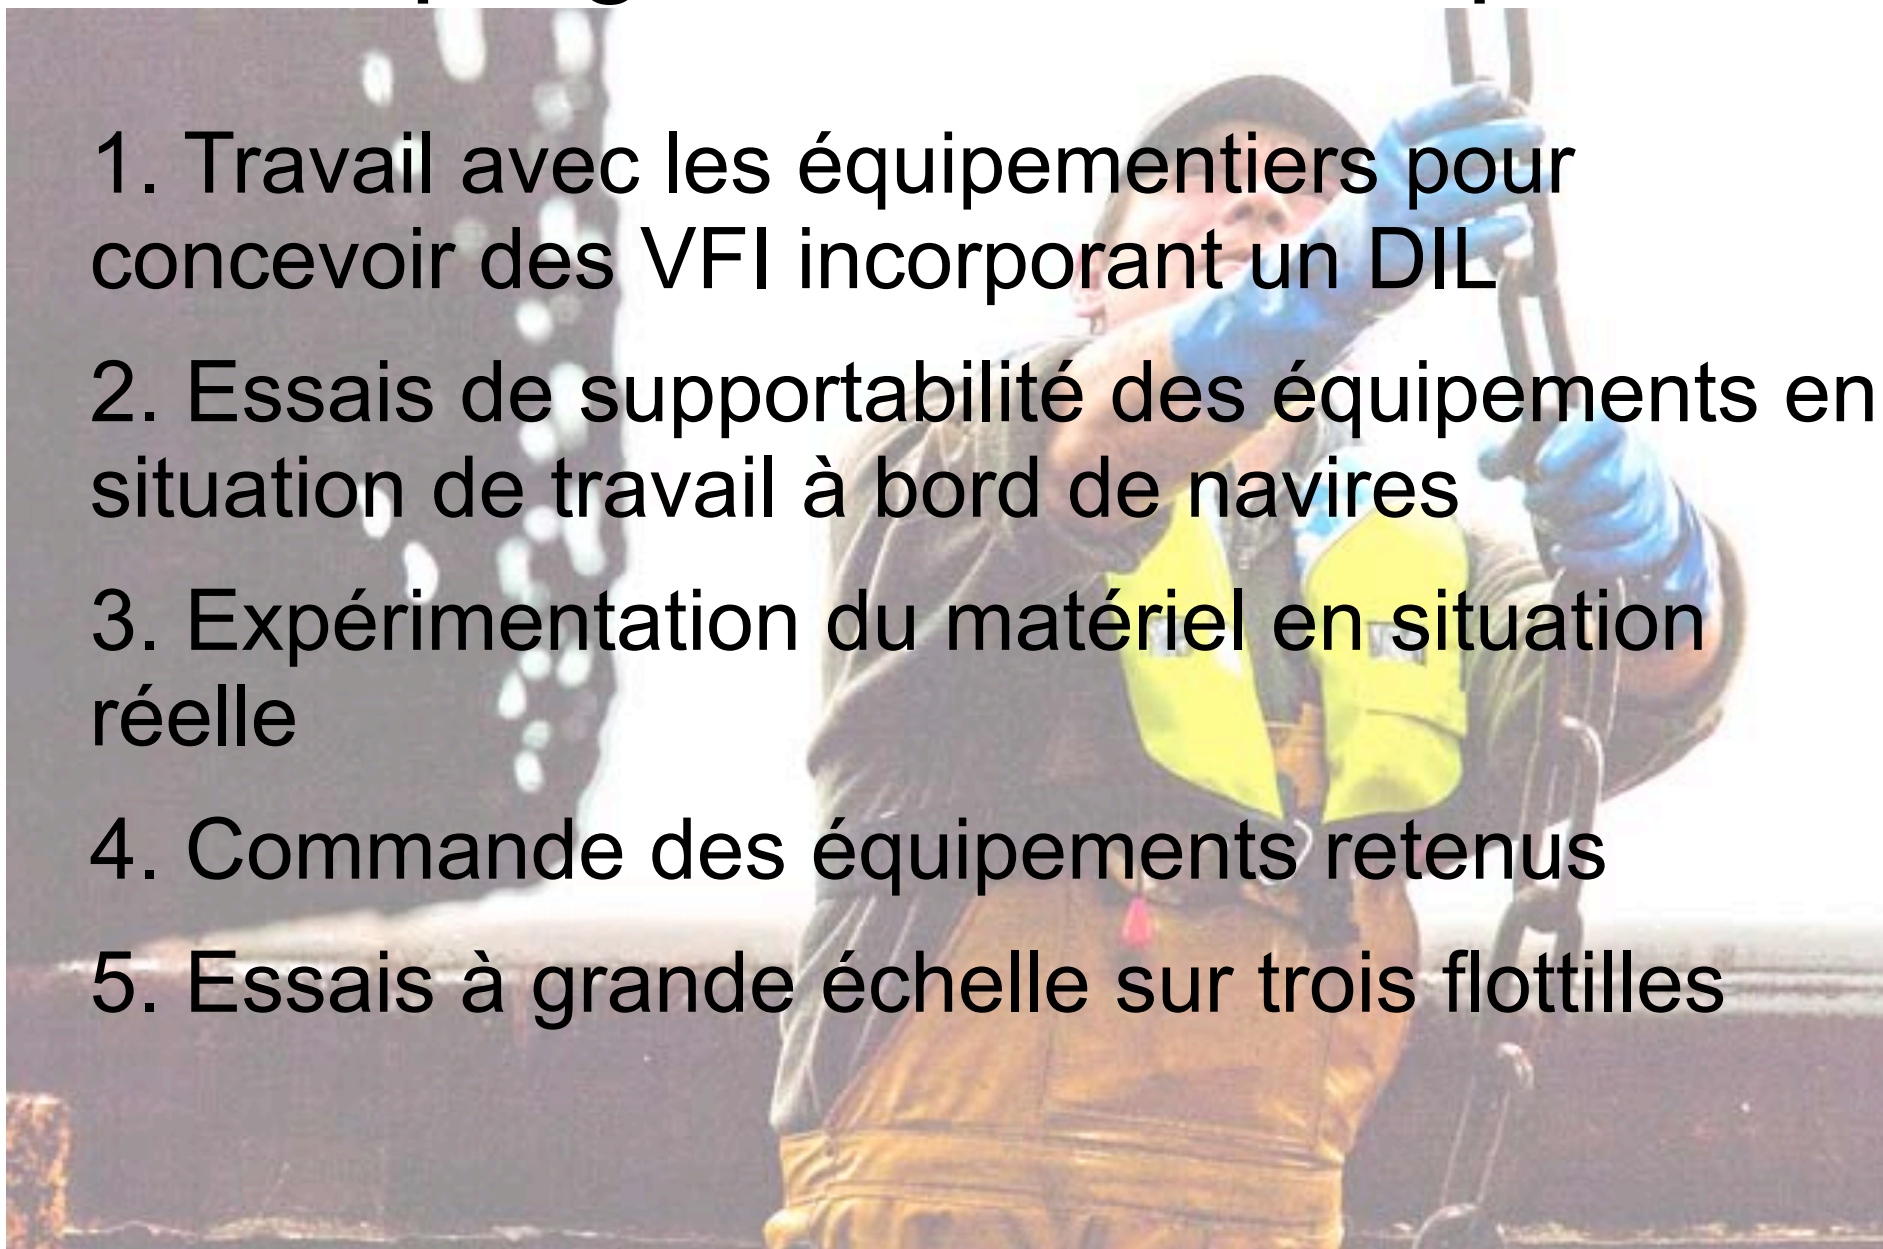 1. Travail avec les équipementiers pour
concevoir des VFI incorporant un DIL
2. Essais de supportabilité des équipements en
situation de travail à bord de navires
3. Expérimentation du matériel en situation
réelle
4. Commande des équipements retenus
5. Essais à grande échelle sur trois flottilles